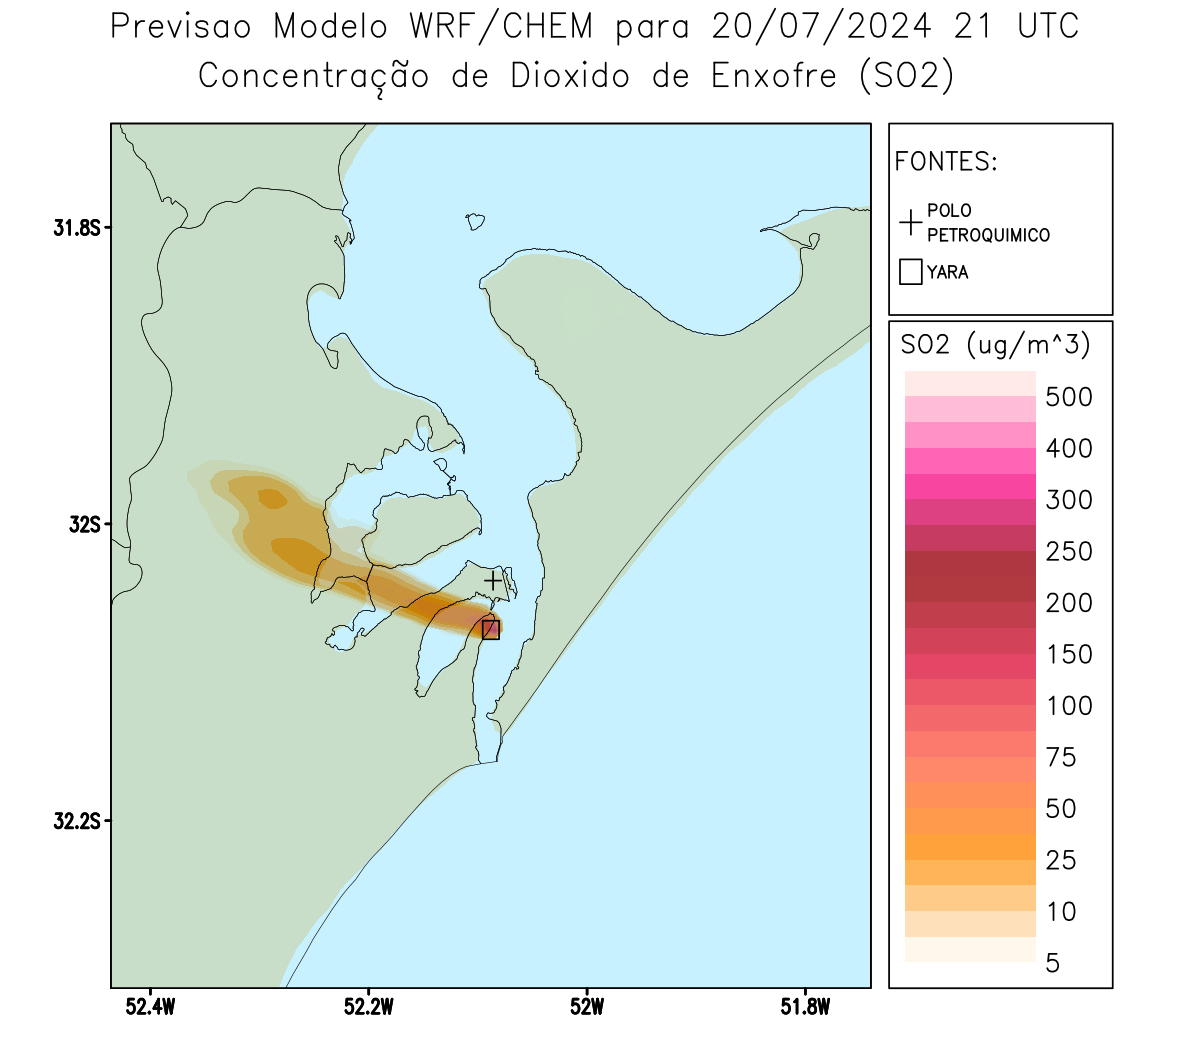 Previsao Modelo WRF/CHEM para 20/07/2024 21 UTC
Concentração de Dioxido de Enxofre (SO2)
FONTES:
POLO
PETROQUIMICO
YARA
31.8S
32S
32.2S
52.4W
52.2W
52W
51.8W
SO2 (ug/m^3)
500
400
300
250
200
150
100
75
50
25
10
5